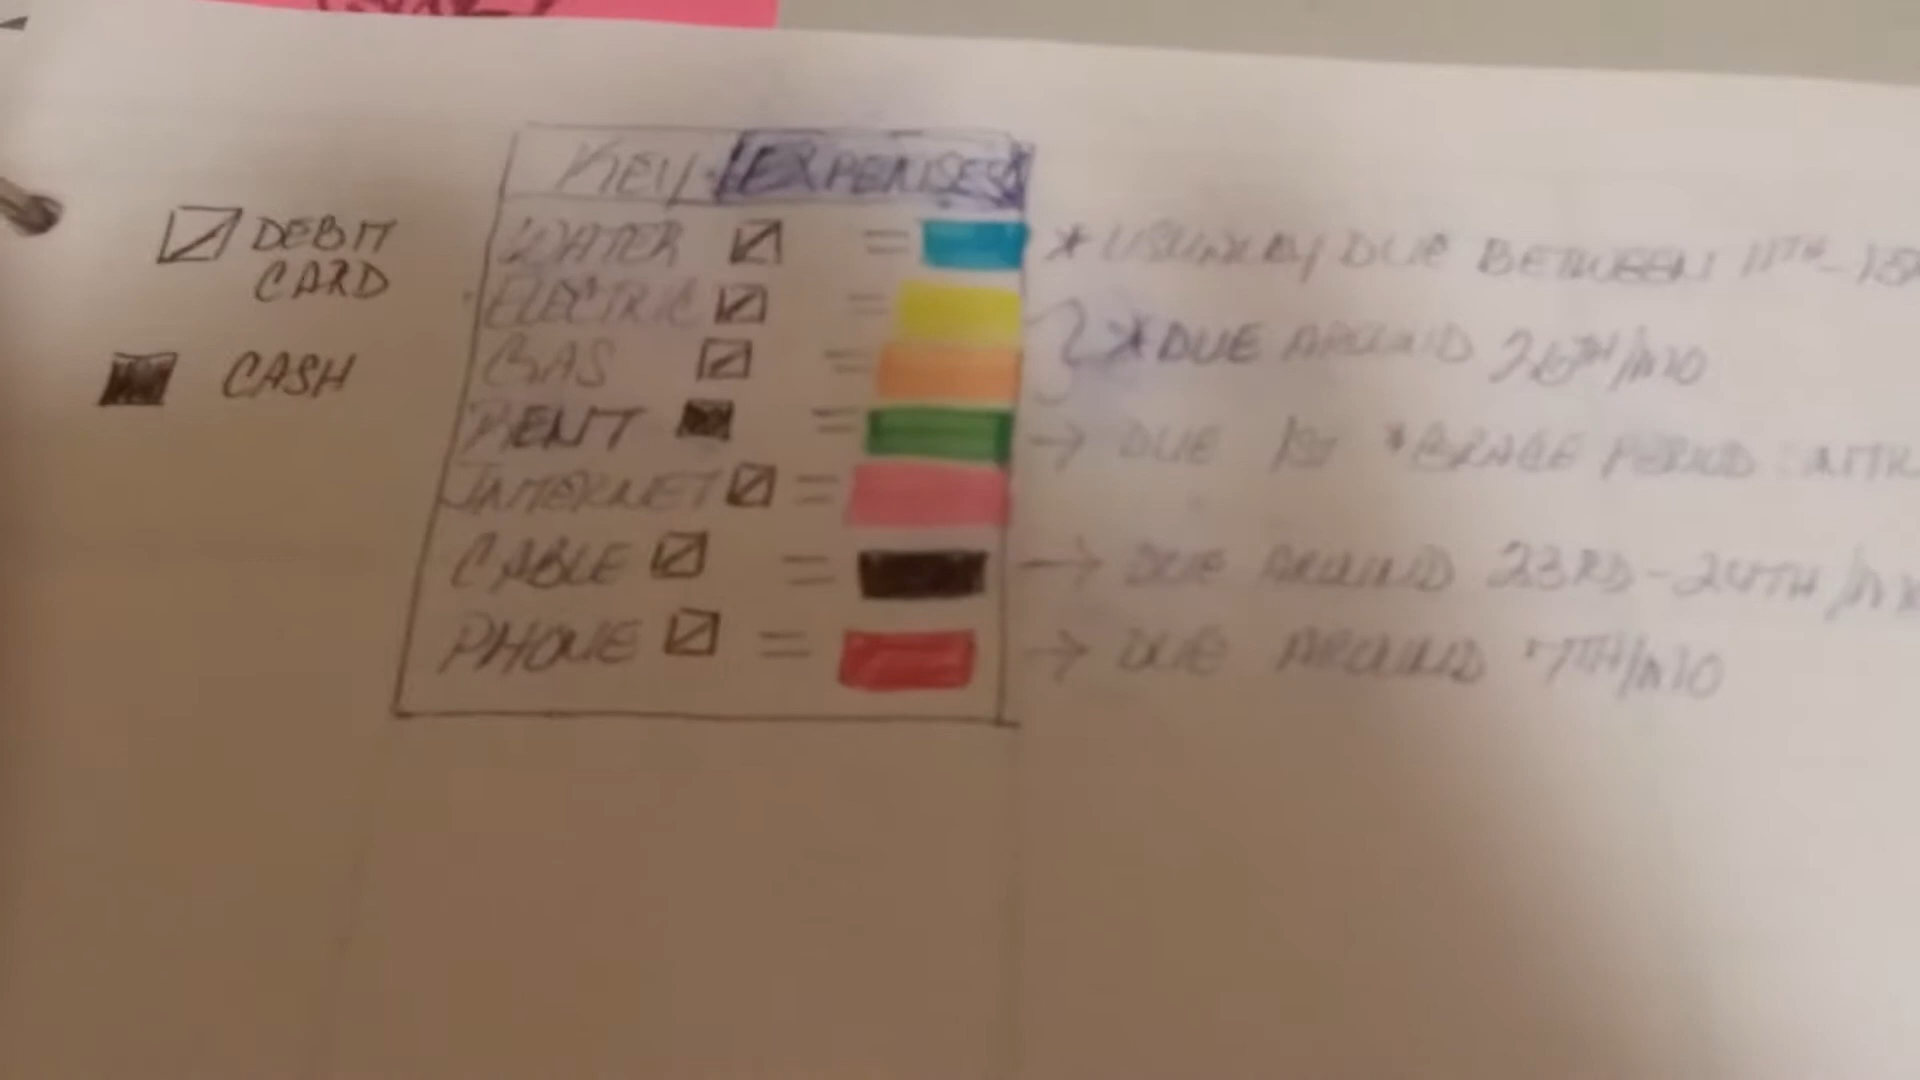 KEY: EXPENSES
DEBIT CARD
CASH
WATER = * USUALLY DUE BETWEEN 11TH-
ELECTRIC =
GAS = * DUE AROUND 26TH/MO
RENT = → DUE 1ST * GRACE PERIOD
INTERNET =
CABLE = → DUE AROUND 23RD-24TH/MO
PHONE = → DUE AROUND 7TH/MO